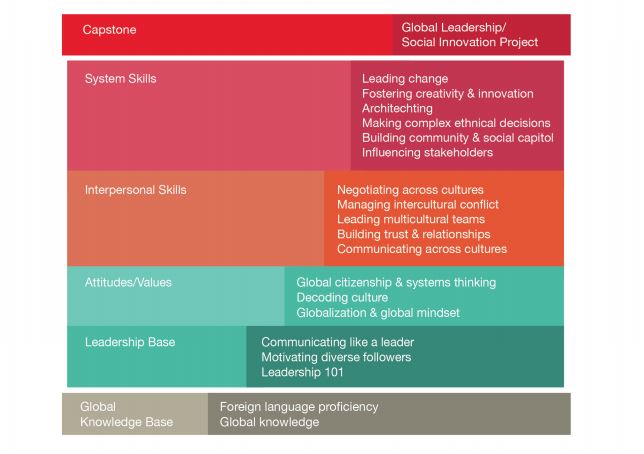 Capstone
Global Leadership/
Social Innovation Project
System Skills
Leading change
Fostering creativity & innovation
Architechting
Making complex ethnical decisions
Building community & social capitol
Influencing stakeholders
Interpersonal Skills
Negotiating across cultures
Managing intercultural conflict
Leading multicultural teams
Building trust & relationships
Communicating across cultures
Attitudes/Values
Global citizenship & systems thinking
Decoding culture
Globalization & global mindset
Leadership Base
Communicating like a leader
Motivating diverse followers
Leadership 101
Global
Knowledge Base
Foreign language proficiency
Global knowledge